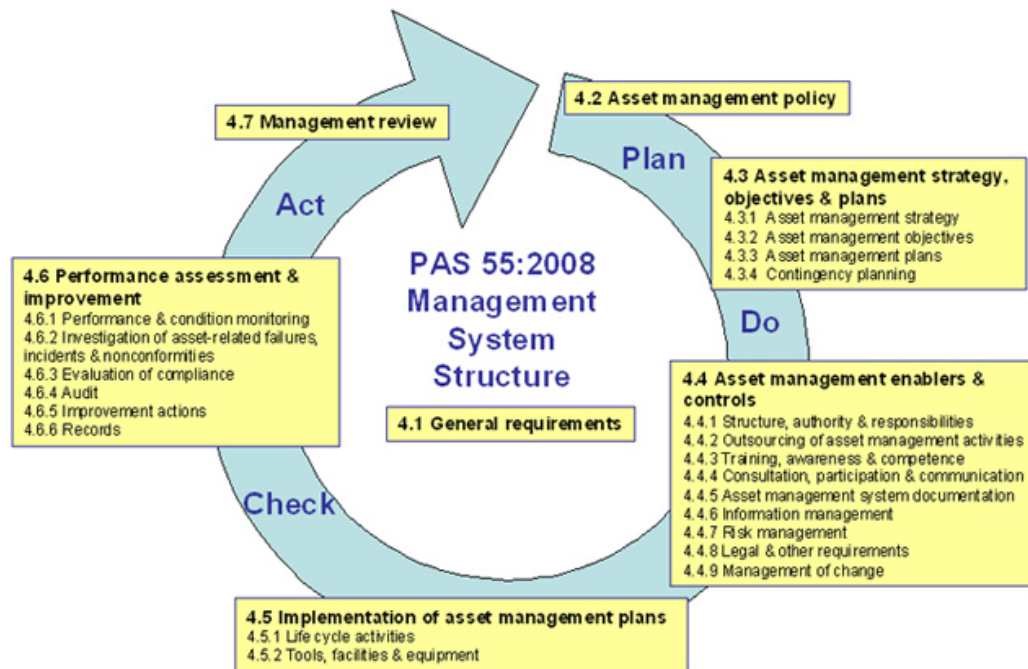 4.2 Asset management policy
4.7 Management review
Plan
4.3 Asset management strategy,
objectives & plans
4.3.1 Asset management strategy
4.3.2 Asset management objectives
4.3.3 Asset management plans
4.3.4 Contingency planning
Act
PAS 55:2008
Management
System
Structure
4.1 General requirements
4.6 Performance assessment &
improvement
4.6.1 Performance & condition monitoring
4.6.2 Investigation of asset-related failures,
incidents & nonconformities
4.6.3 Evaluation of compliance
4.6.4 Audit
4.6.5 Improvement actions
4.6.6 Records
Do
4.4 Asset management enablers &
controls
4.4.1 Structure, authority & responsibilities
4.4.2 Outsourcing of asset management activities
4.4.3 Training, awareness & competence
4.4.4 Consultation, participation & communication
4.4.5 Asset management system documentation
4.4.6 Information management
4.4.7 Risk management
4.4.8 Legal & other requirements
4.4.9 Management of change
Check
4.5 Implementation of asset management plans
4.5.1 Life cycle activities
4.5.2 Tools, facilities & equipment